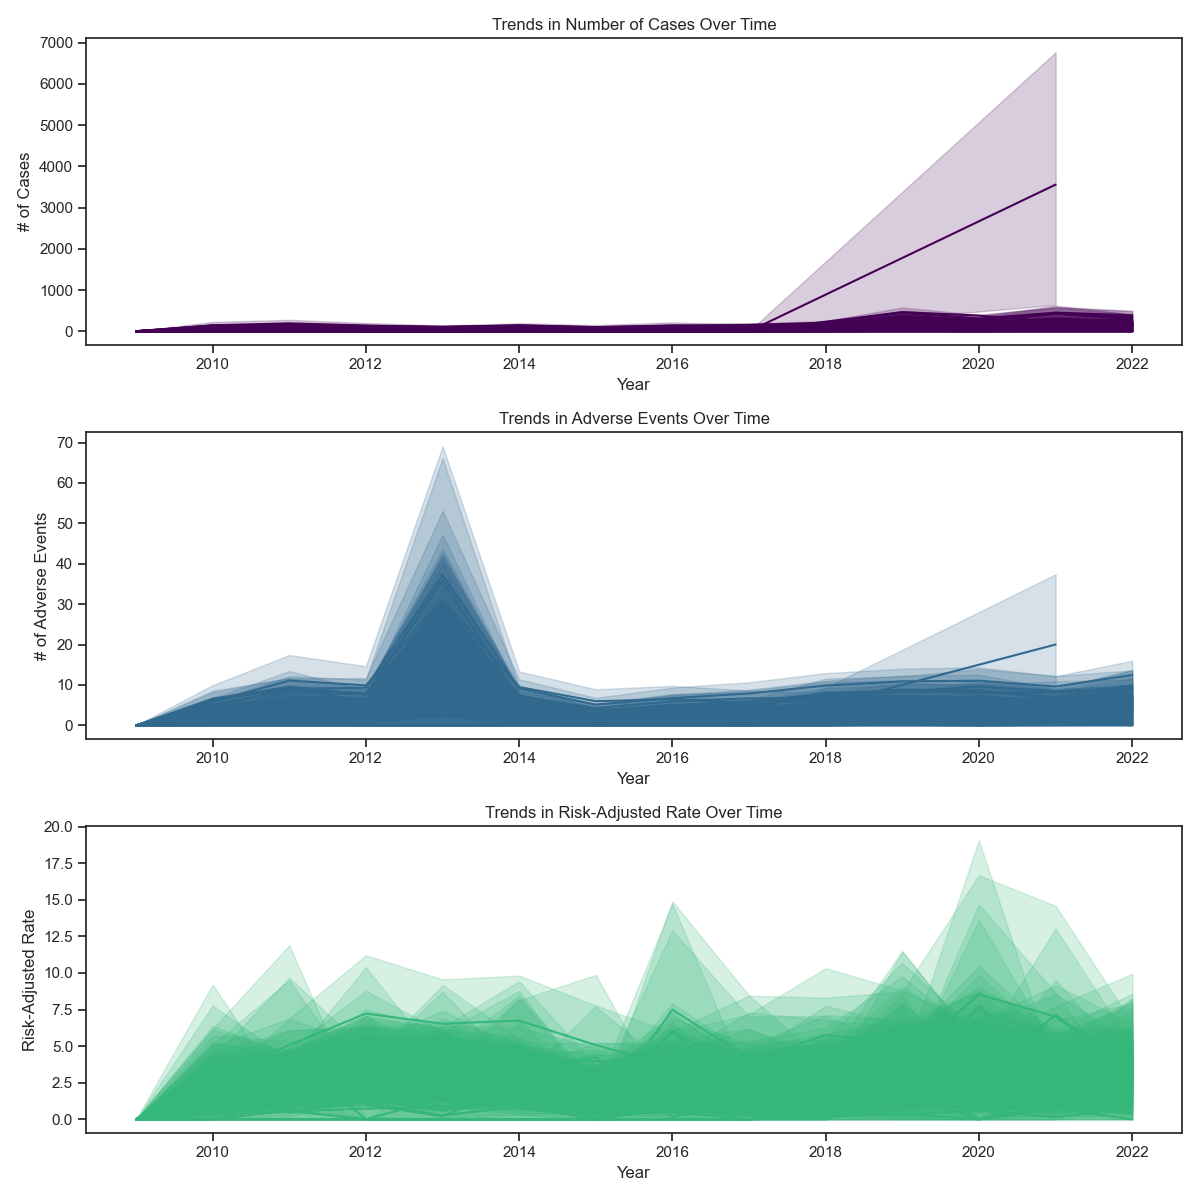 Trends in Number of Cases Over Time
7000
6000
5000
4000
3000
2000
1000
0
# of Cases
2010 2012 2014 2016 2018 2020 2022
Year
Trends in Adverse Events Over Time
70
60
50
40
30
20
10
0
# of Adverse Events
2010 2012 2014 2016 2018 2020 2022
Year
Trends in Risk-Adjusted Rate Over Time
20.0
17.5
15.0
12.5
10.0
7.5
5.0
2.5
0.0
Risk-Adjusted Rate
2010 2012 2014 2016 2018 2020 2022
Year